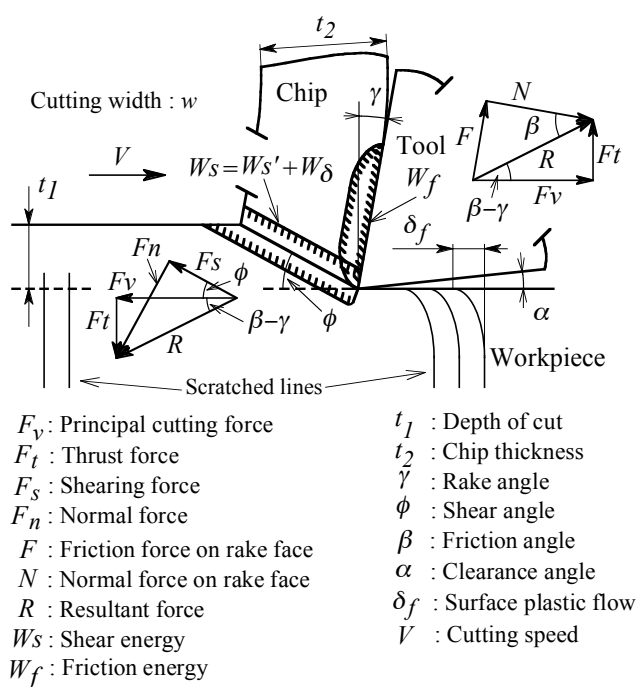 t2
Chip
γ
Cutting width : w
Tool
N
F
β
R
Ft
V
Ws=Ws'+Wδ
Wf
Fv
β−γ
t1
δf
Fn
Fs
Fv
ϕ
Ft
β−γ
R
ϕ
α
Workpiece
Scratched lines
Fv : Principal cutting force
Ft : Thrust force
Fs : Shearing force
Fn : Normal force
F : Friction force on rake face
N : Normal force on rake face
R : Resultant force
Ws : Shear energy
Wf : Friction energy
t1 : Depth of cut
t2 : Chip thickness
γ : Rake angle
ϕ : Shear angle
β : Friction angle
α : Clearance angle
δf : Surface plastic flow
V : Cutting speed